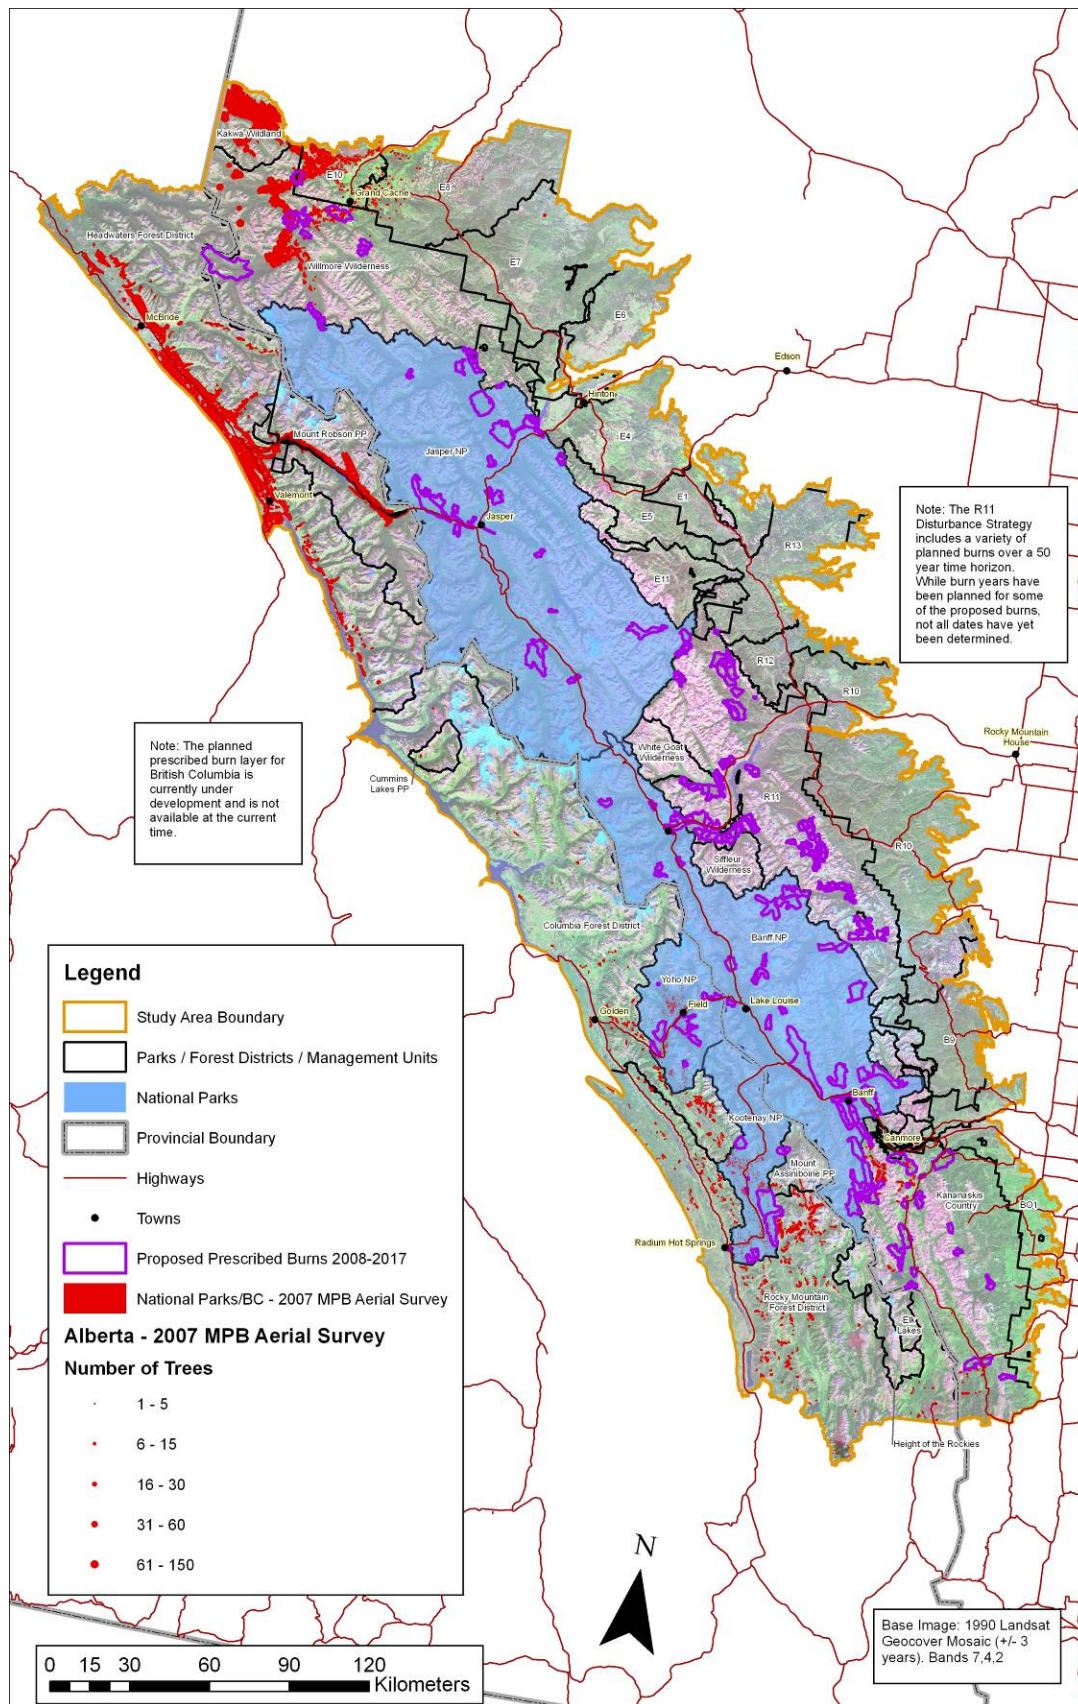 Kakwa Wildland
E10
Grand Cache
E8
Headwaters Forest District
E7
Willmore Wilderness
E6
McBride
Edson
Hinton
E4
Mount Robson PP
Jasper NP
E1
Valemont
Jasper
E5
R13
E11
Note: The R11
Disturbance Strategy
includes a variety of
planned burns over a 50
year time horizon.
While burn years have
been planned for some
of the proposed burns,
not all dates have yet
been determined.
R12
R10
Note: The planned
prescribed burn layer for
British Columbia is
currently under
development and is not
available at the current
time.
White Goat
Wilderness
Rocky Mountain
House
Cummins
Lakes PP
R11
R10
Siffleur
Wilderness
Columbia Forest District
Banff NP
Yoho NP
Field
Lake Louise
Golden
B9
Banff
Kootenay NP
Canmore
Mount
Assiniboine PP
Kananaskis
Country
BO1
Radium Hot Springs
Rocky Mountain
Forest District
Elk
Lakes
Height of the Rockies
Legend
Study Area Boundary
Parks / Forest Districts / Management Units
National Parks
Provincial Boundary
Highways
Towns
Proposed Prescribed Burns 2008-2017
National Parks/BC - 2007 MPB Aerial Survey
Alberta - 2007 MPB Aerial Survey
Number of Trees
1 - 5
6 - 15
16 - 30
31 - 60
61 - 150
N
Base Image: 1990 Landsat
Geocover Mosaic (+/- 3
years). Bands 7,4,2
0 15 30 60 90 120
Kilometers